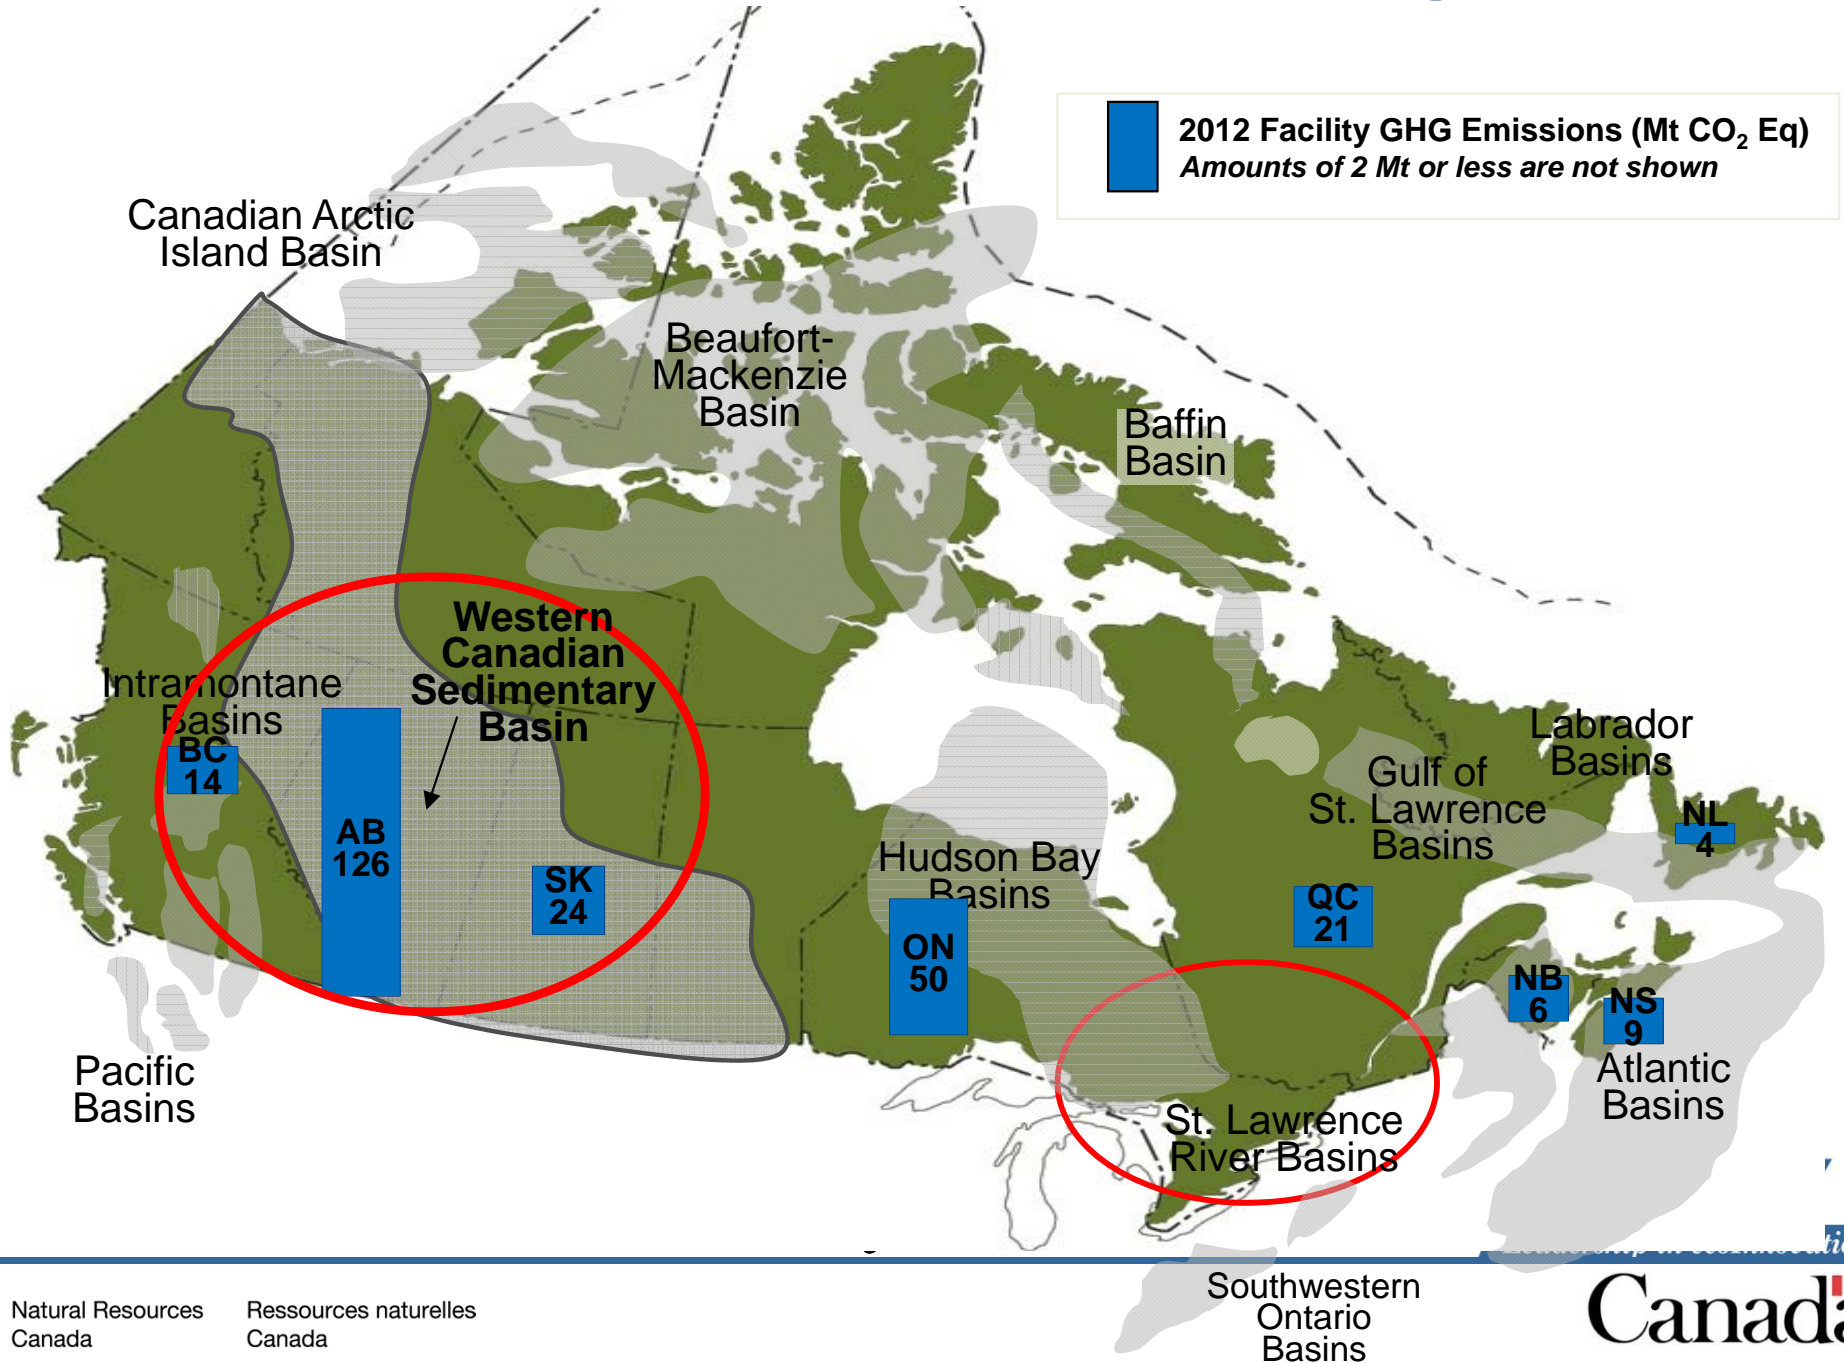 2012 Facility GHG Emissions (Mt CO₂ Eq)
Amounts of 2 Mt or less are not shown
Canadian Arctic
Island Basin
Beaufort-
Mackenzie
Basin
Baffin
Basin
Western
Canadian
Sedimentary
Basin
Intramontane
Basins
BC
14
AB
126
SK
24
Hudson Bay
Basins
ON
50
Labrador
Basins
Gulf of
St. Lawrence
Basins
NL
4
QC
21
NB
6
NS
9
Atlantic
Basins
Pacific
Basins
St. Lawrence
River Basins
Southwestern
Ontario
Basins
Natural Resources
Canada
Ressources naturelles
Canada
Canada